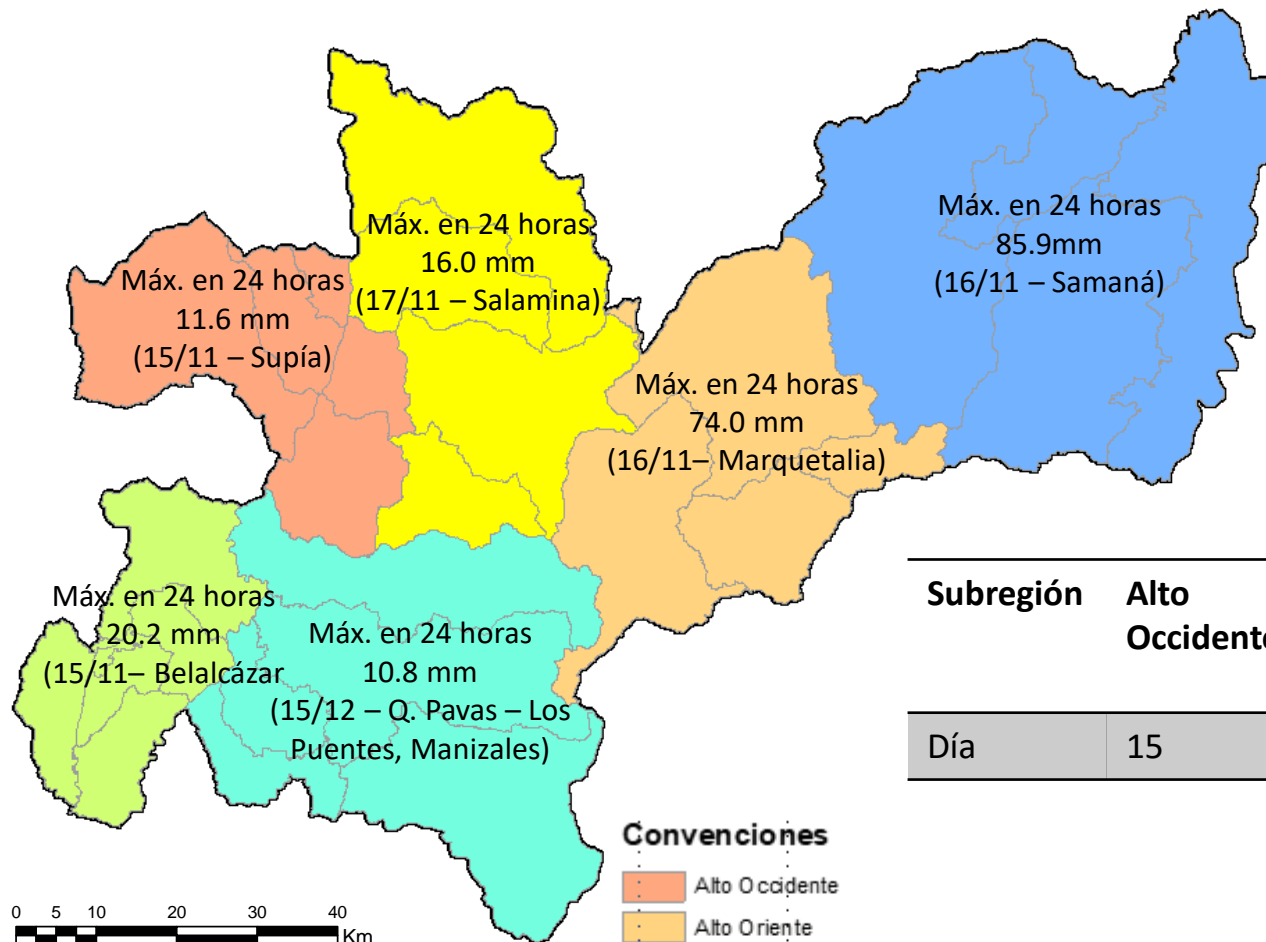 Máx. en 24 horas
85.9mm
(16/11 – Samaná)
Máx. en 24 horas
16.0 mm
(17/11 – Salamina)
Máx. en 24 horas
11.6 mm
(15/11 – Supía)
Máx. en 24 horas
74.0 mm
(16/11– Marquetalia)
Máx. en 24 horas
20.2 mm
(15/11– Belalcázar
Máx. en 24 horas
10.8 mm
(15/12 – Q. Pavas – Los
Puentes, Manizales)
Subregión Alto
Occidente
Día 15
Convenciones
Alto Occidente
Alto Oriente
0 5 10 20 30 40
Km